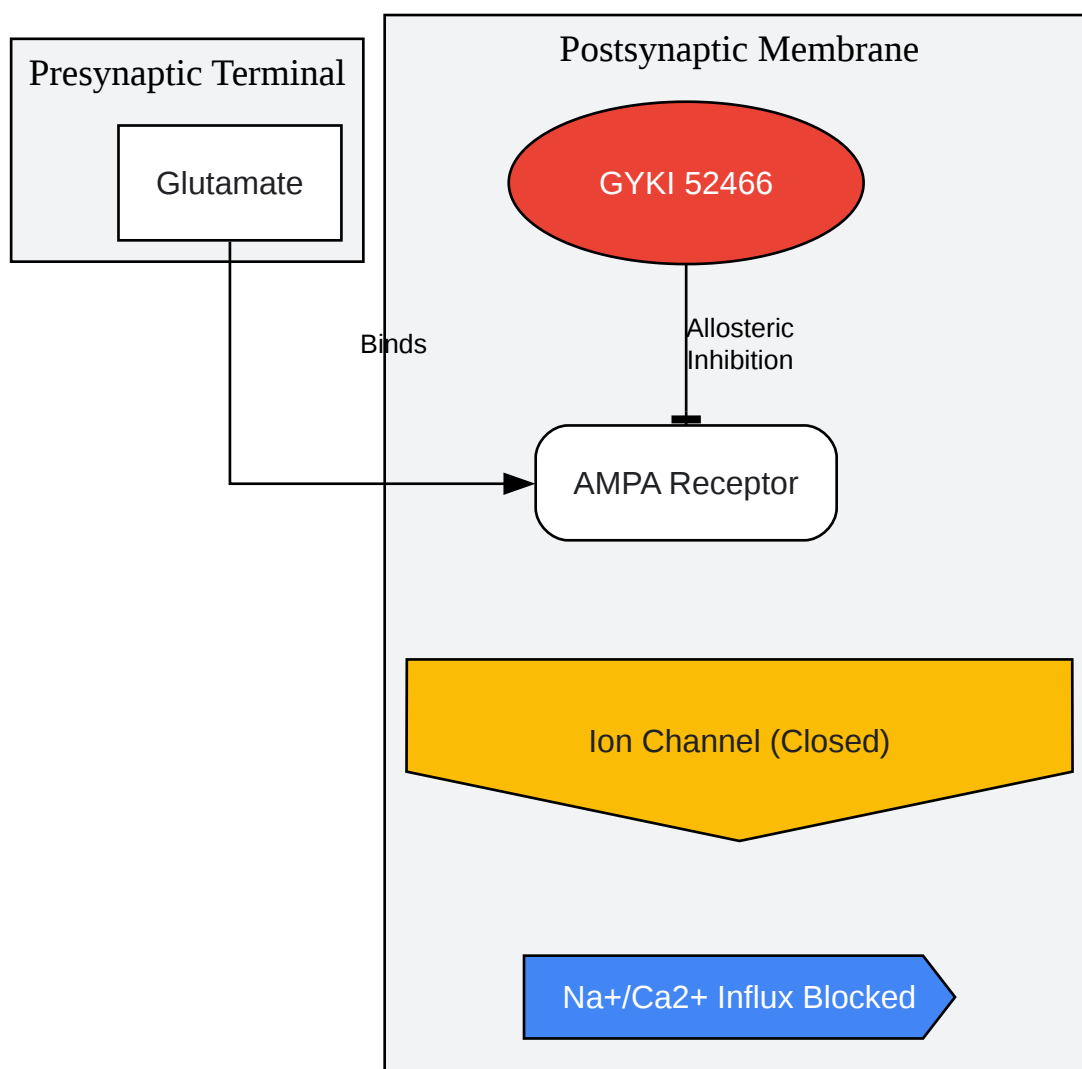 Postsynaptic Membrane
Presynaptic Terminal
Glutamate
GYKI 52466
Binds
Allosteric
Inhibition
AMPA Receptor
Ion Channel (Closed)
Na+/Ca2+ Influx Blocked